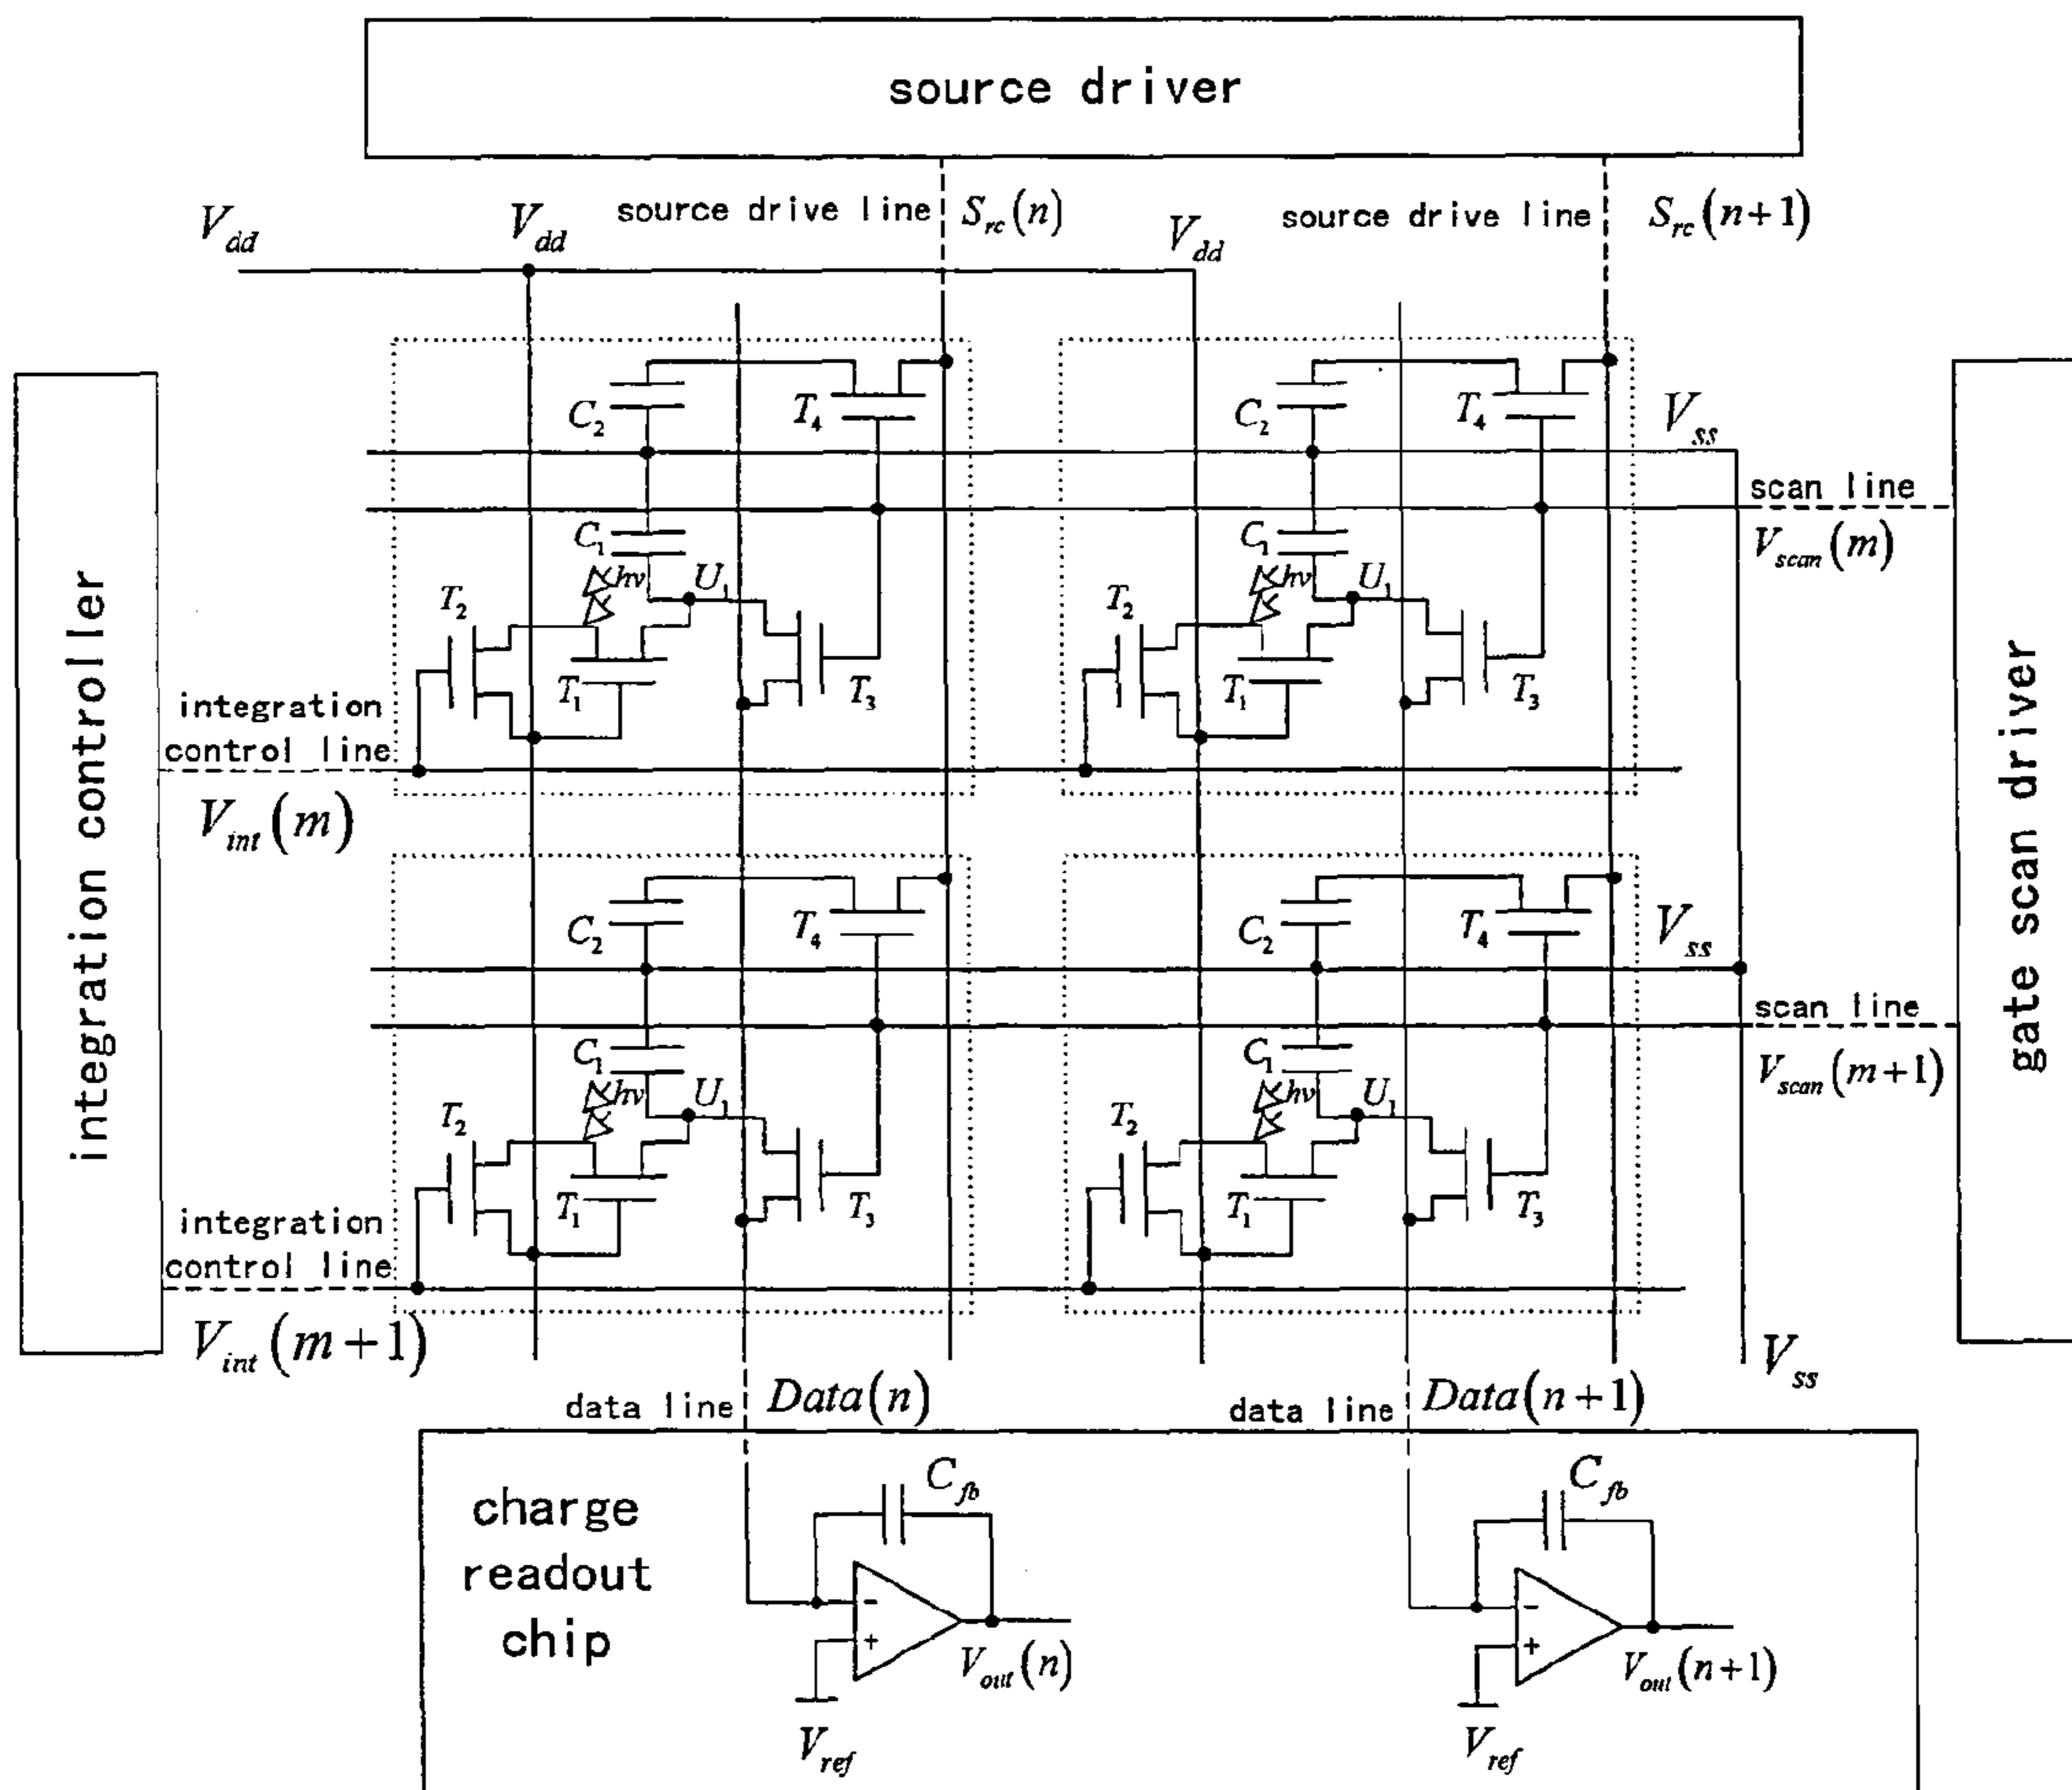 source driver
V_dd
V_dd
source drive line
S_rc(n)
V_dd
source drive line
S_rc(n+1)
C_2
T_4
C_2
T_4
V_ss
scan line
V_scan(m)
C_1
hν
U_1
T_2
T_1
T_3
C_1
hν
U_1
T_2
T_1
T_3
integration
control line
V_int(m)
integration controller
gate scan driver
C_2
T_4
C_2
T_4
V_ss
scan line
V_scan(m+1)
C_1
hν
U_1
T_2
T_1
T_3
C_1
hν
U_1
T_2
T_1
T_3
integration
control line
V_int(m+1)
V_ss
data line
Data(n)
data line
Data(n+1)
charge
readout
chip
C_fb
-
+
V_out(n)
V_ref
C_fb
-
+
V_out(n+1)
V_ref